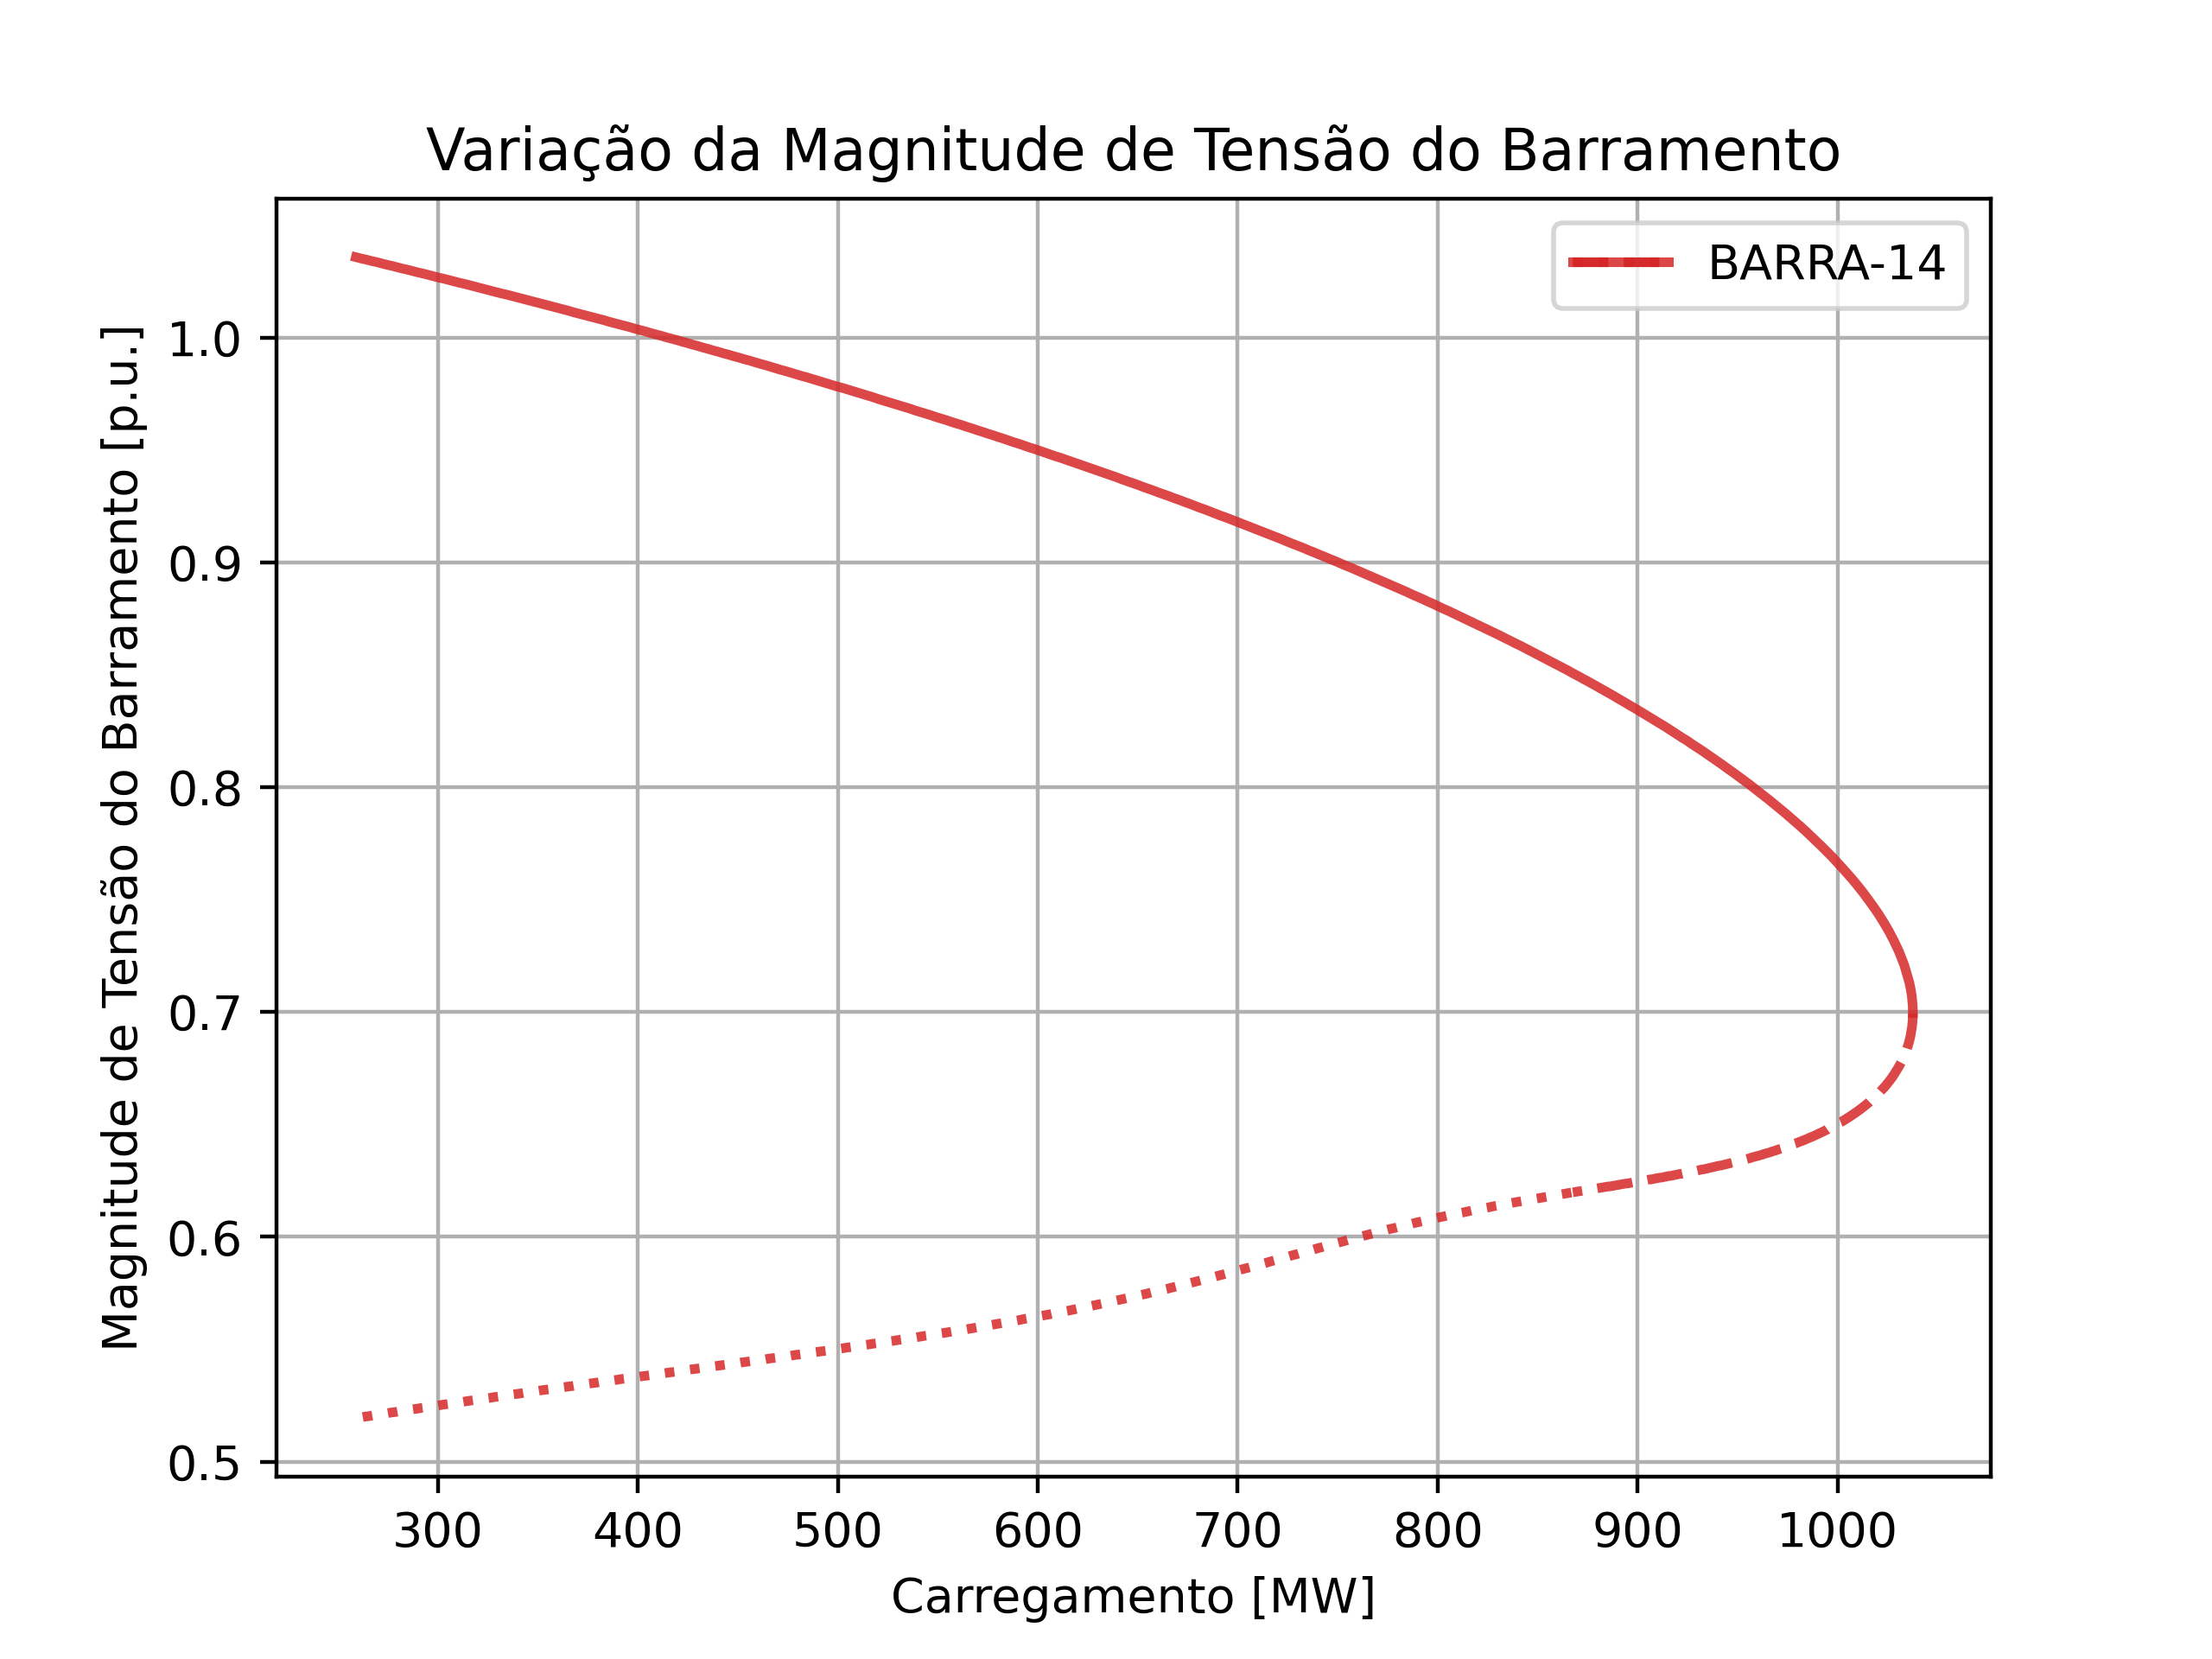 Variação da Magnitude de Tensão do Barramento
BARRA-14
Magnitude de Tensão do Barramento [p.u.]
1.0
0.9
0.8
0.7
0.6
0.5
300 400 500 600 700 800 900 1000
Carregamento [MW]